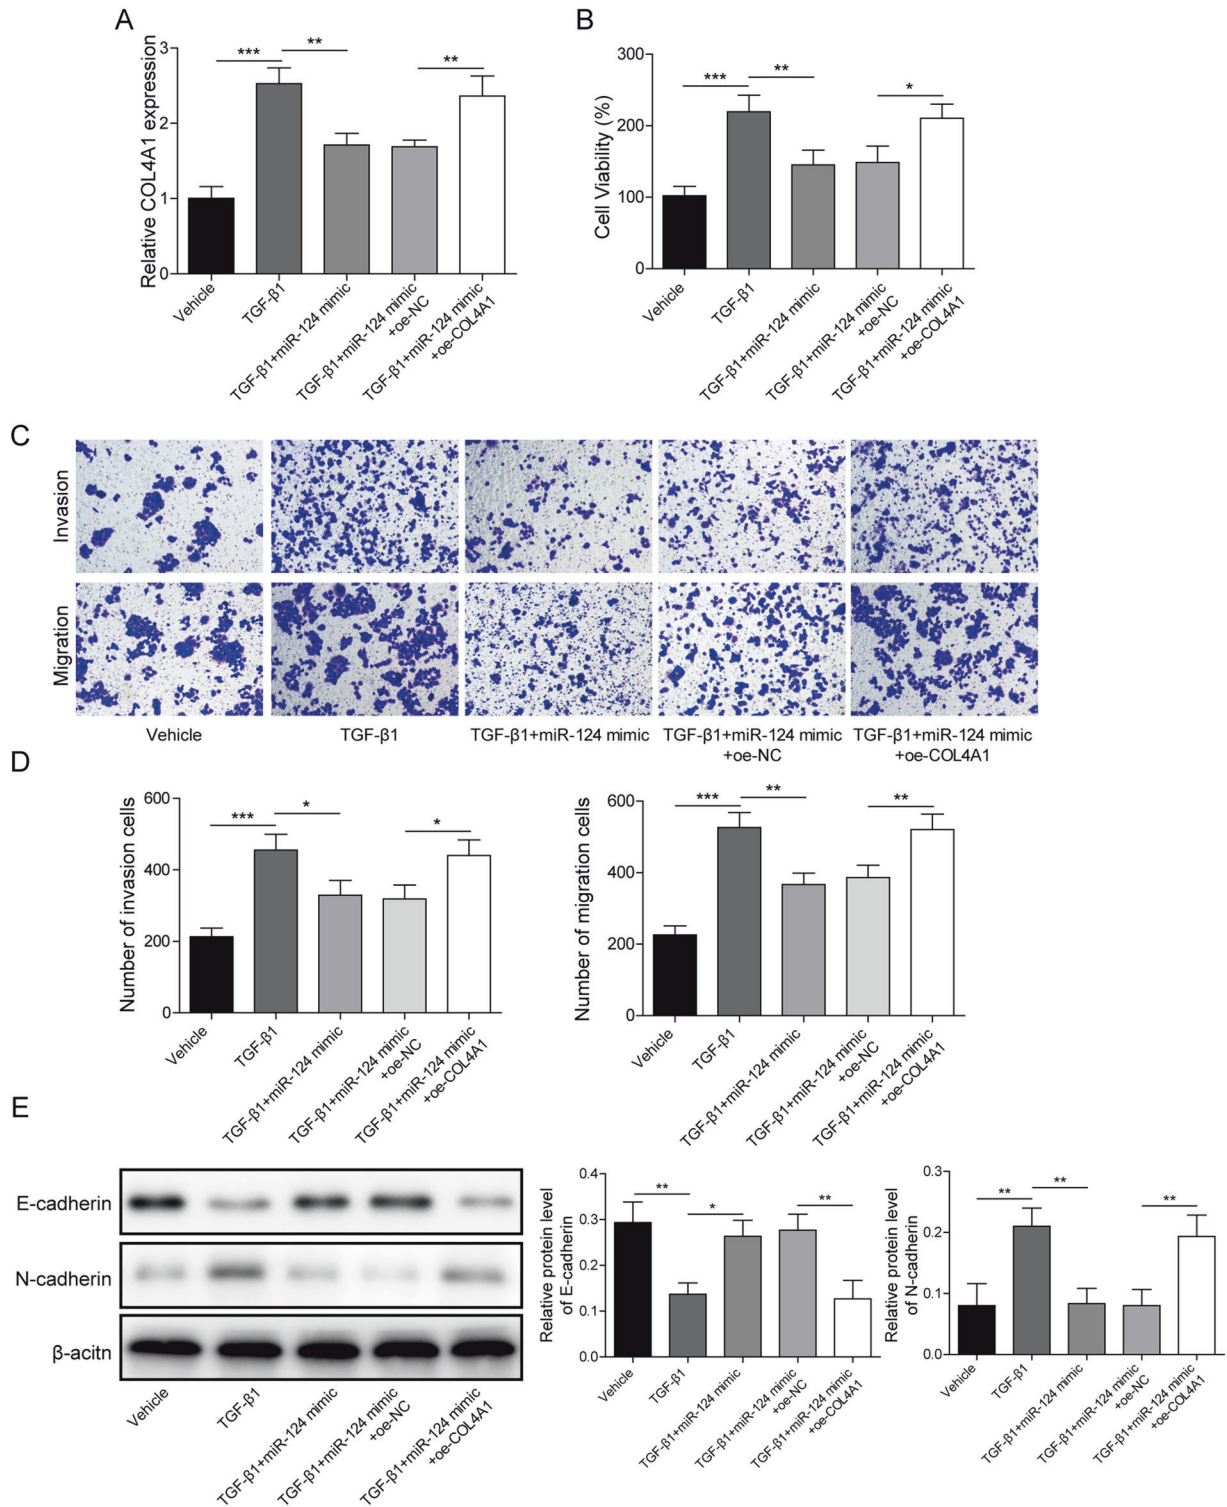 A
Relative COL4A1 expression
3
2
1
0
***
**
**
Vehicle
TGF-β1
TGF-β1+miR-124 mimic
TGF-β1+miR-124 mimic
+oe-NC
TGF-β1+miR-124 mimic
+oe-COL4A1
B
Cell Viability (%)
300
200
100
0
***
**
*
Vehicle
TGF-β1
TGF-β1+miR-124 mimic
TGF-β1+miR-124 mimic
+oe-NC
TGF-β1+miR-124 mimic
+oe-COL4A1
C
Invasion
Migration
Vehicle
TGF-β1
TGF-β1+miR-124 mimic
TGF-β1+miR-124 mimic
+oe-NC
TGF-β1+miR-124 mimic
+oe-COL4A1
D
Number of invasion cells
600
400
200
0
***
*
*
Vehicle
TGF-β1
TGF-β1+miR-124 mimic
TGF-β1+miR-124 mimic
+oe-NC
TGF-β1+miR-124 mimic
+oe-COL4A1
Number of migration cells
600
400
200
0
***
**
**
Vehicle
TGF-β1
TGF-β1+miR-124 mimic
TGF-β1+miR-124 mimic
+oe-NC
TGF-β1+miR-124 mimic
+oe-COL4A1
E
E-cadherin
N-cadherin
β-acitn
Vehicle
TGF-β1
TGF-β1+miR-124 mimic
TGF-β1+miR-124 mimic
+oe-NC
TGF-β1+miR-124 mimic
+oe-COL4A1
Relative protein level
of E-cadherin
0.4
0.3
0.2
0.1
0.0
**
*
**
Vehicle
TGF-β1
TGF-β1+miR-124 mimic
TGF-β1+miR-124 mimic
+oe-NC
TGF-β1+miR-124 mimic
+oe-COL4A1
Relative protein level
of N-cadherin
0.3
0.2
0.1
0.0
**
**
**
Vehicle
TGF-β1
TGF-β1+miR-124 mimic
TGF-β1+miR-124 mimic
+oe-NC
TGF-β1+miR-124 mimic
+oe-COL4A1